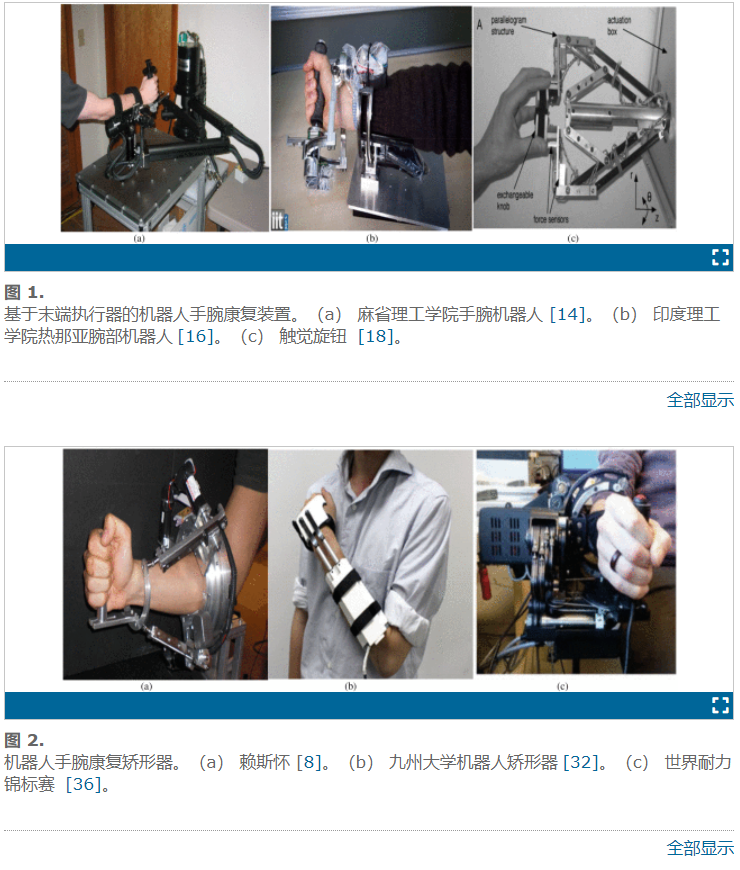 A
parallelogram
structure
actuation
box
exchangeable
knob
force sensors
r
θ
z
(a) (b) (c)
图 1.
基于末端执行器的机器人手腕康复装置。（a） 麻省理工学院手腕机器人 [14]。（b） 印度理工
学院热那亚腕部机器人 [16]。（c） 触觉旋钮 [18]。
全部显示
(a) (b) (c)
图 2.
机器人手腕康复矫形器。（a） 赖斯怀 [8]。（b） 九州大学机器人矫形器 [32]。（c） 世界耐力
锦标赛 [36]。
全部显示